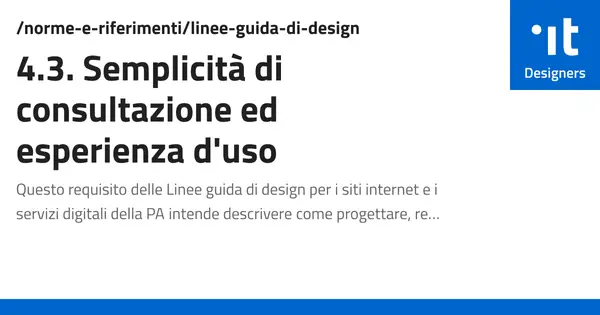 /norme-e-riferimenti/linee-guida-di-design
4.3. Semplicità di
consultazione ed
esperienza d'uso
Questo requisito delle Linee guida di design per i siti internet e i
servizi digitali della PA intende descrivere come progettare, re...
it
Designers